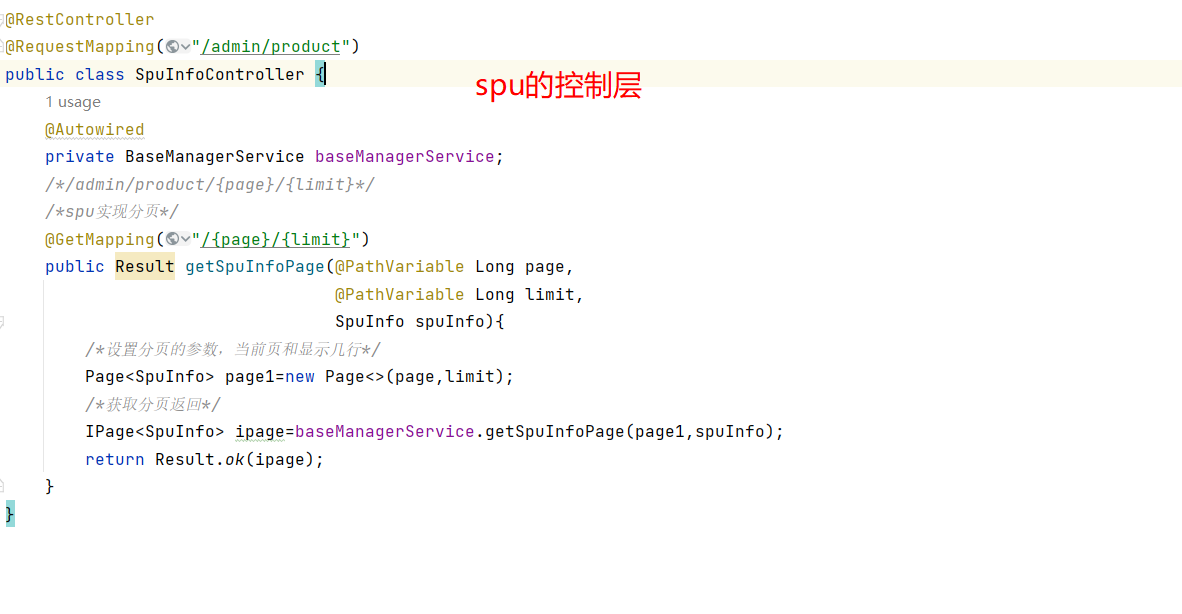 @RestController
@RequestMapping("/admin/product")
public class SpuInfoController {
spu的控制层
1 usage
@Autowired
private BaseManagerService baseManagerService;
/*/admin/product/{page}/{limit}*/
/*spu实现分页*/
@GetMapping("/{page}/{limit}")
public Result getSpuInfoPage(@PathVariable Long page,
@PathVariable Long limit,
SpuInfo spuInfo){
/*设置分页的参数，当前页和显示几行*/
Page<SpuInfo> page1=new Page<>(page,limit);
/*获取分页返回*/
IPage<SpuInfo> ipage=baseManagerService.getSpuInfoPage(page1,spuInfo);
return Result.ok(ipage);
}
}